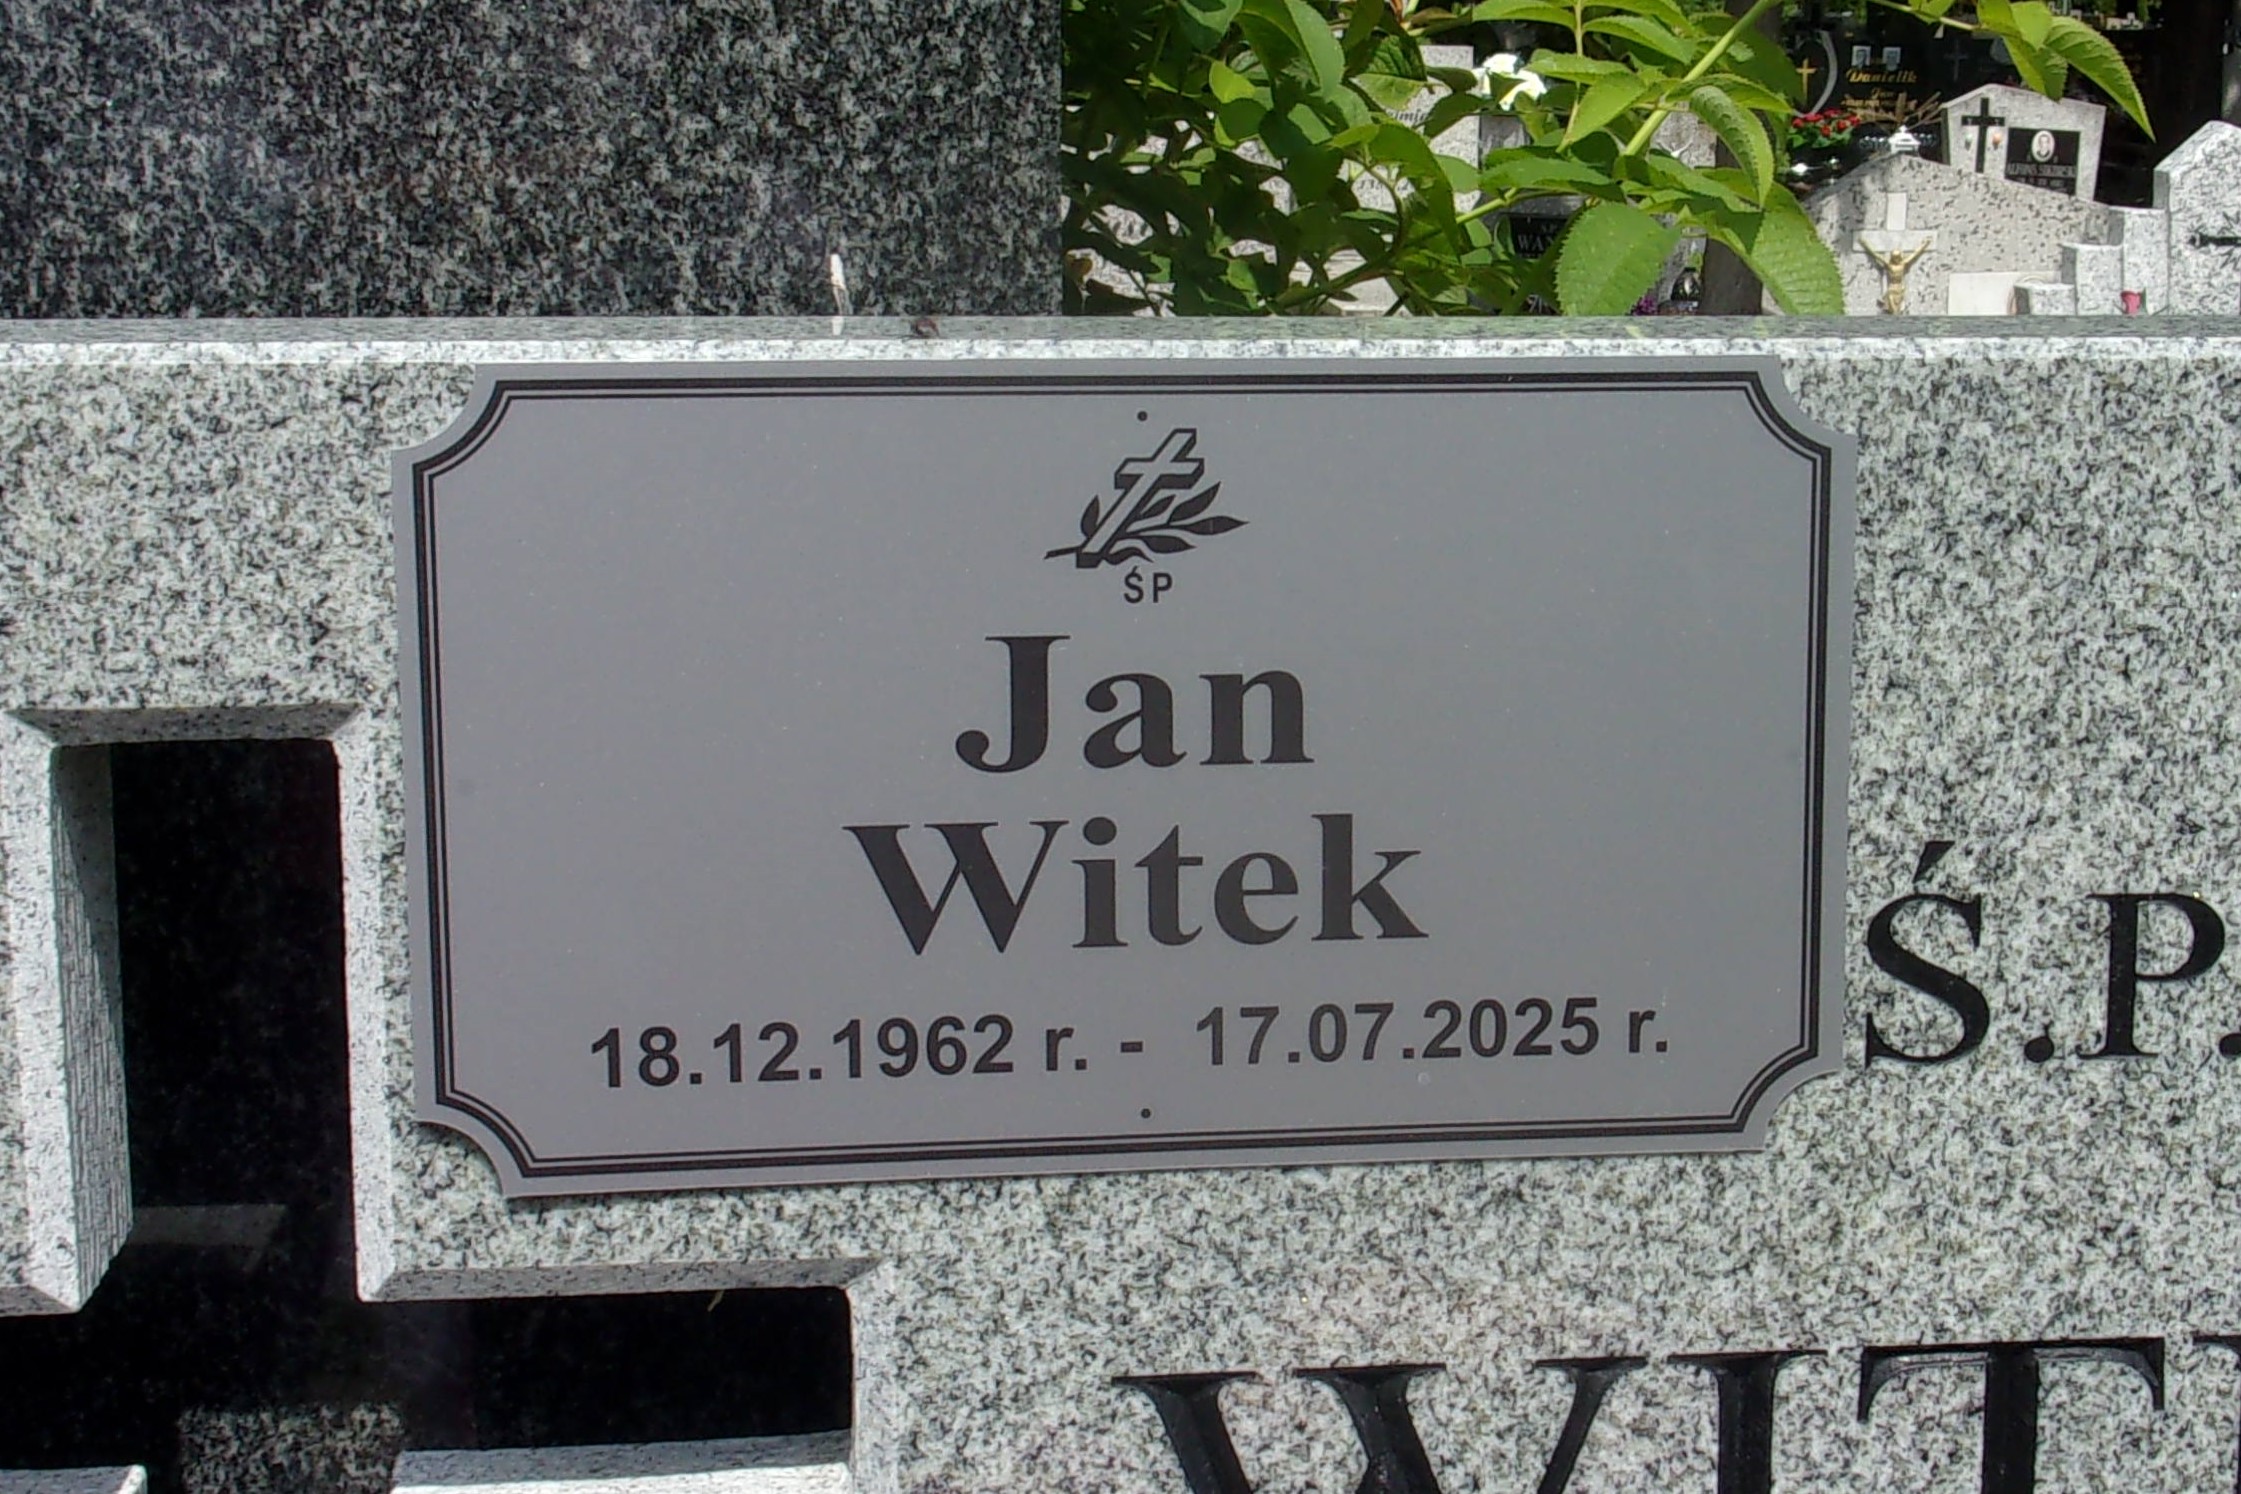 ŚP
Jan
Witek
18.12.1962 r. - 17.07.2025 r.
Ś.P.